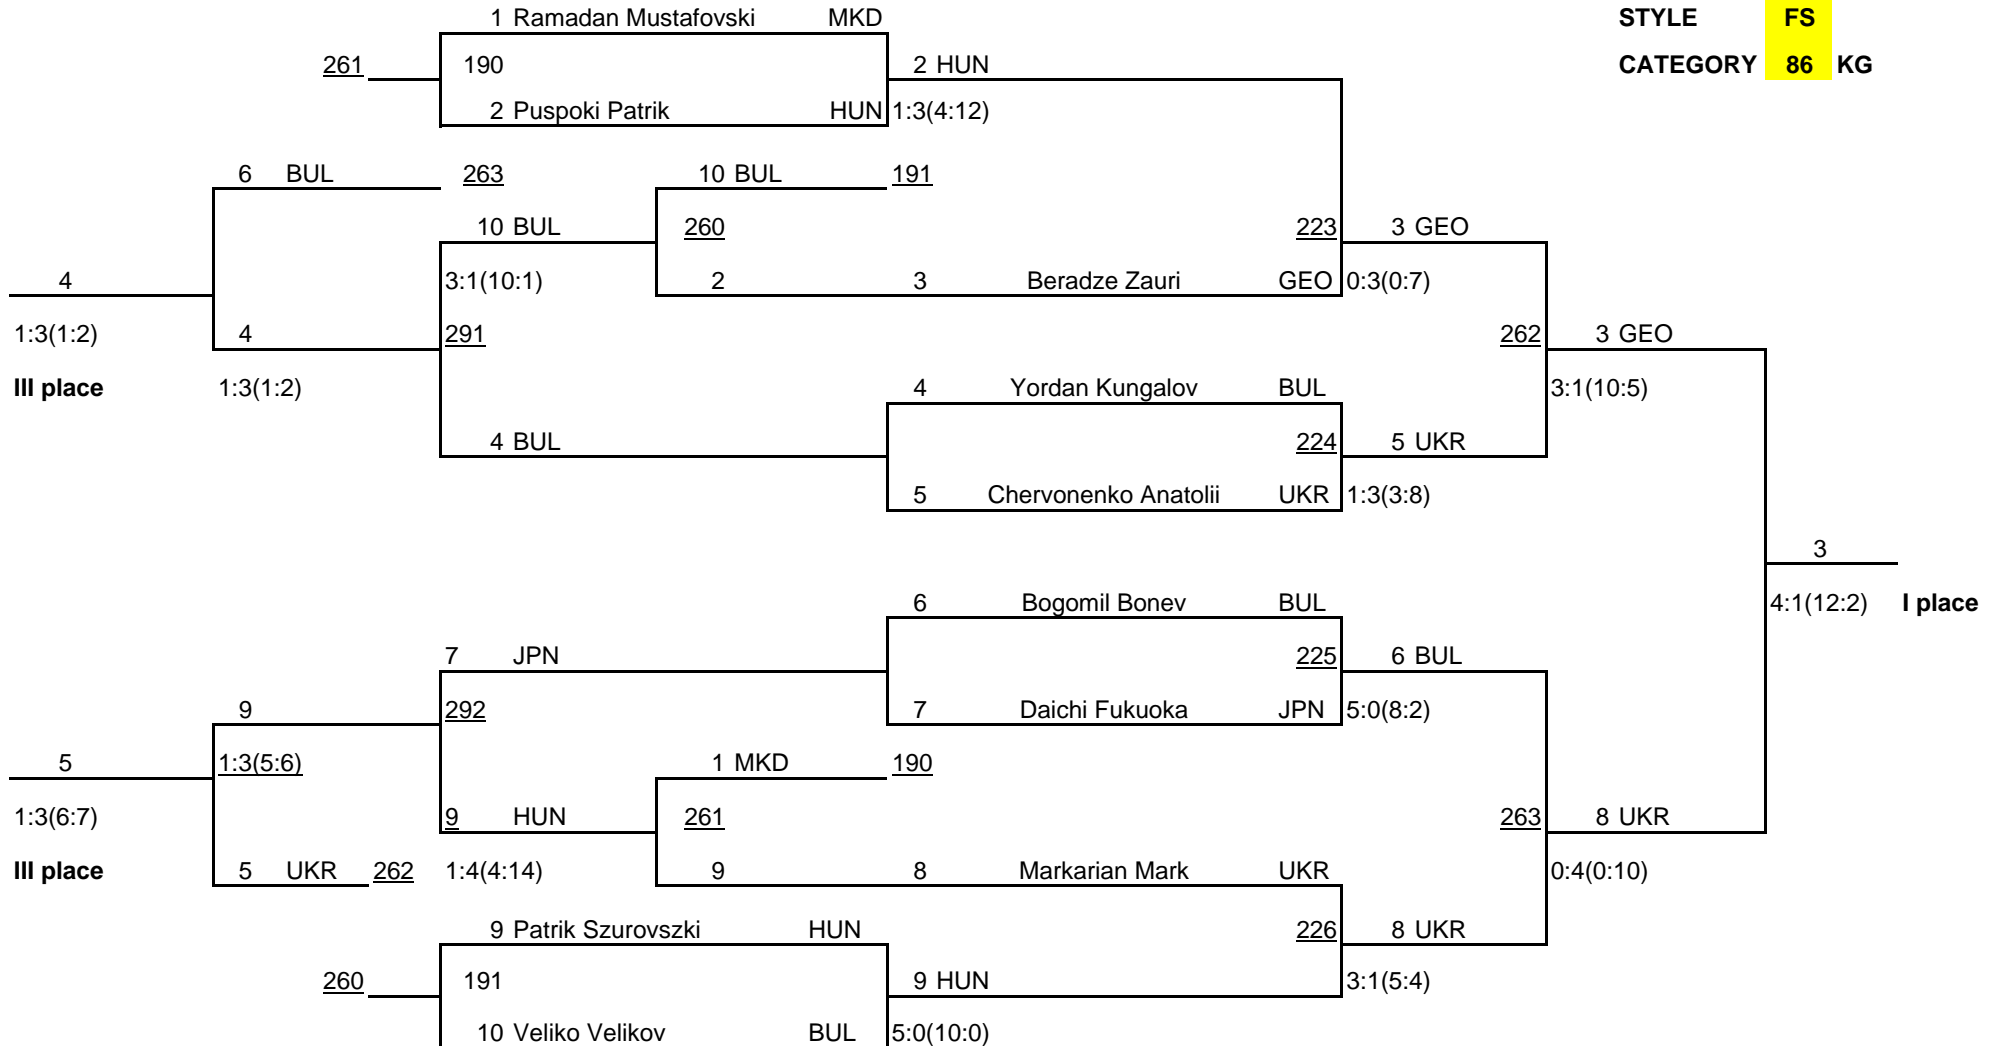 1 Ramadan Mustafovski MKD STYLE FS
261 190 2 HUN CATEGORY 86 KG
2 Puspoki Patrik HUN 1:3(4:12)
6 BUL 263 10 BUL 191
10 BUL 260 223 3 GEO
4 3:1(10:1) 2 3 Beradze Zauri GEO 0:3(0:7)
1:3(1:2) 4 291 262 3 GEO
III place 1:3(1:2) 4 Yordan Kungalov BUL 3:1(10:5)
4 BUL 224 5 UKR
5 Chervonenko Anatolii UKR 1:3(3:8)
3
6 Bogomil Bonev BUL 4:1(12:2) I place
7 JPN 225 6 BUL
9 292 7 Daichi Fukuoka JPN 5:0(8:2)
5 1:3(5:6) 1 MKD 190
1:3(6:7) 9 HUN 261 263 8 UKR
III place 5 UKR 262 1:4(4:14) 9 8 Markarian Mark UKR 0:4(0:10)
9 Patrik Szurovszki HUN 226 8 UKR
260 191 9 HUN 3:1(5:4)
10 Veliko Velikov BUL 5:0(10:0)